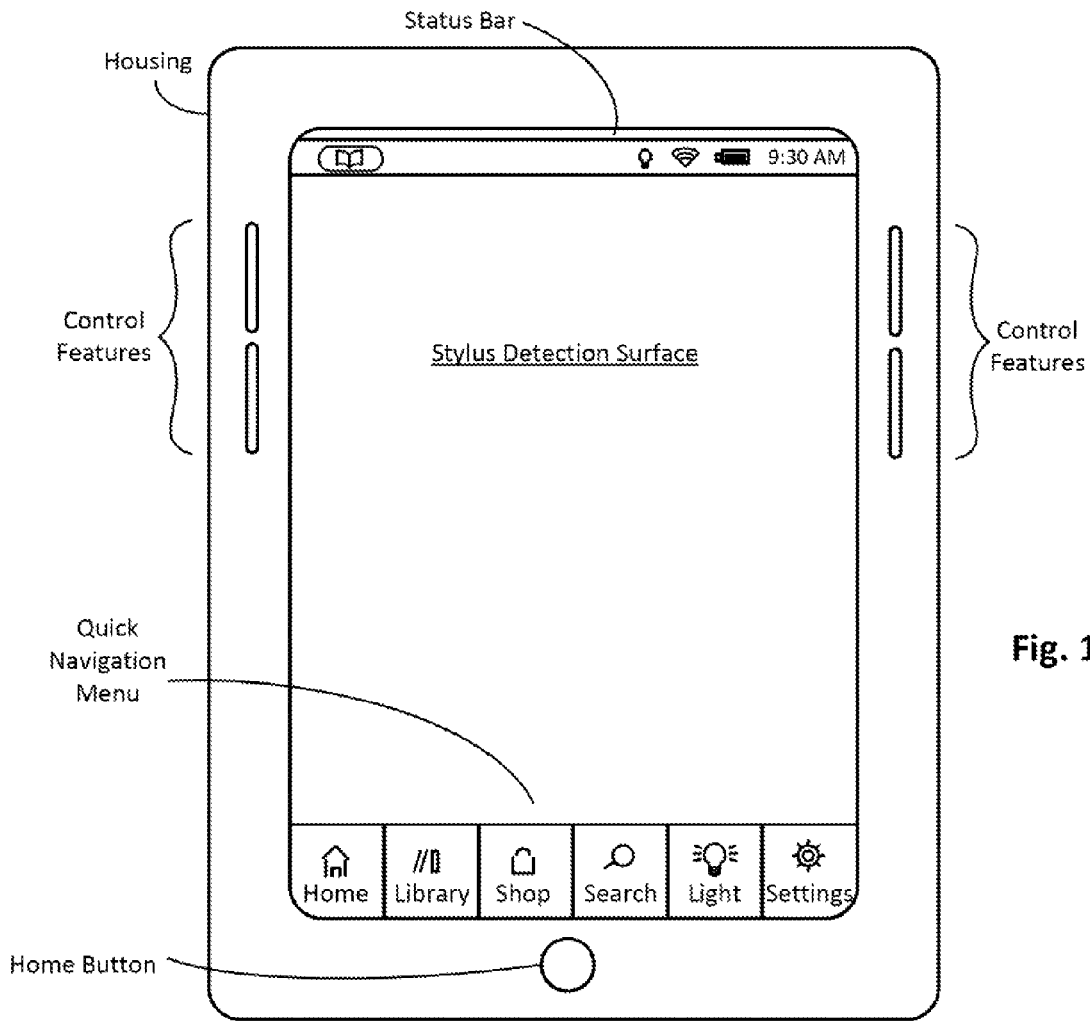 Status Bar
Housing
9:30 AM
Control
Features
Stylus Detection Surface
Control
Features
Quick
Navigation
Menu
Fig. 1
Home
Library
Shop
Search
Light
Settings
Home Button